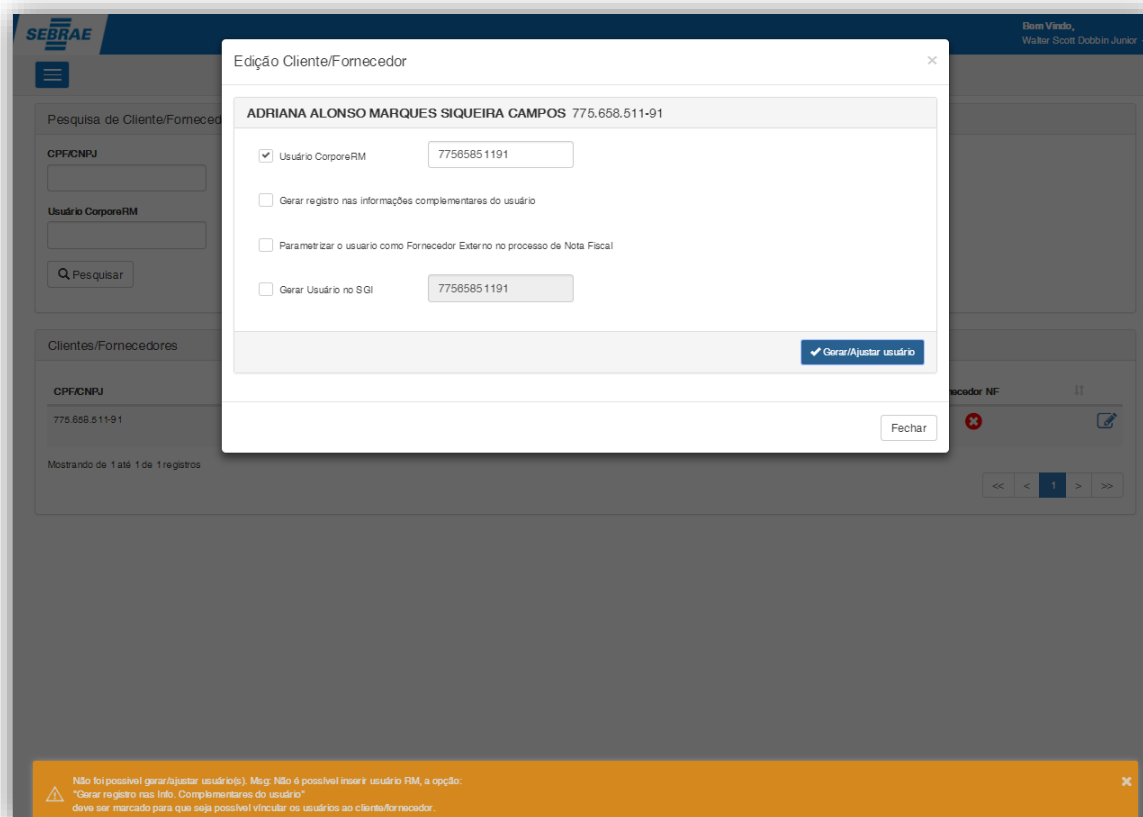 SEBRAE
Bem Vindo,
Walter Scott Dobbin Junior
Edição Cliente/Fornecedor
×
Pesquisa de Cliente/Forneced
ADRIANA ALONSO MARQUES SIQUEIRA CAMPOS 775.658.511-91
CPF/CNPJ
Usuário CorporeRM
77565851191
Gerar registro nas informações complementares do usuário
Usuário CorporeRM
Parametrizar o usuario como Fornecedor Externo no processo de Nota Fiscal
Pesquisar
Gerar Usuário no SGI
77565851191
Clientes/Fornecedores
Gerar/Ajustar usuário
CPF/CNPJ
necedor NF
775.658.511-91
Fechar
Mostrando de 1 até 1 de 1 registros
<< < 1 > >>
Não foi possivel gerar/ajustar usuário(s). Msg: Não é possível inserir usuário RM, a opção:
"Gerar registro nas Info. Complementares do usuário"
deve ser marcado para que seja possível vincular os usuários ao cliente/fornecedor.
×